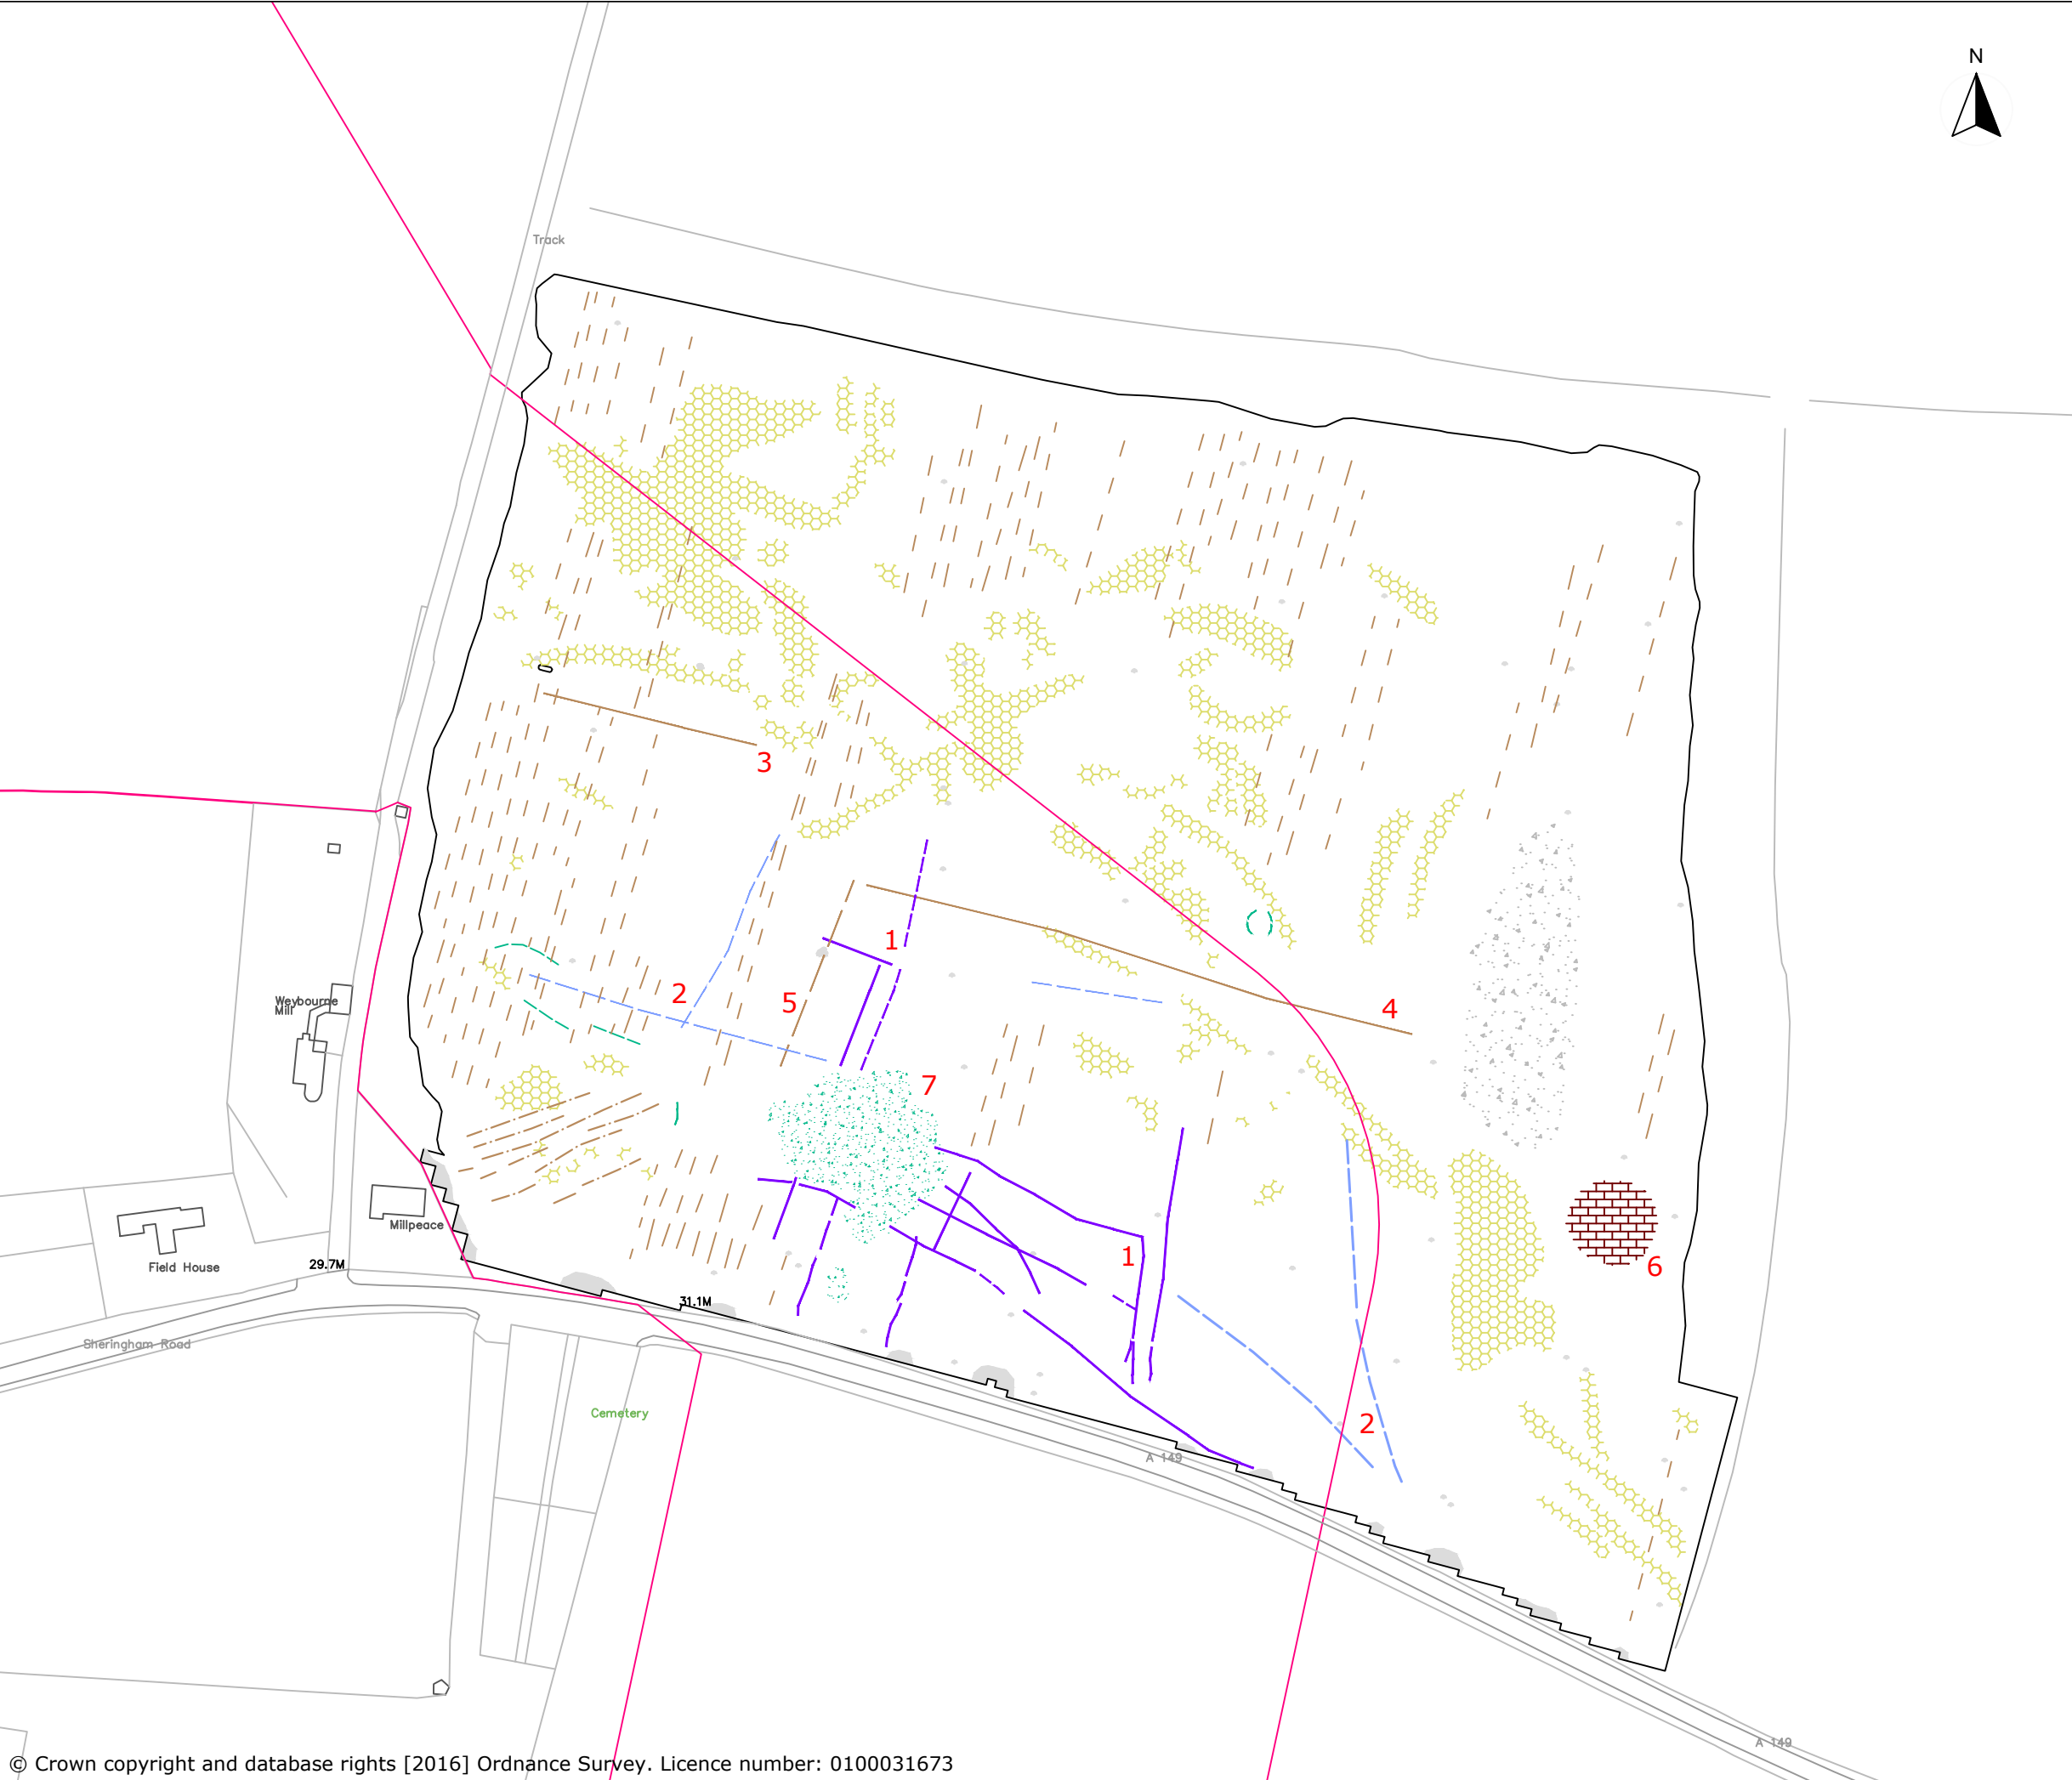 N
Track
3
1
2
5
4
Weybourne
Mill
7
Millpeace
1
6
Field House
29.7M
31.1M
Sheringham Road
Cemetery
2
A 149
A 149
© Crown copyright and database rights [2016] Ordnance Survey. Licence number: 0100031673